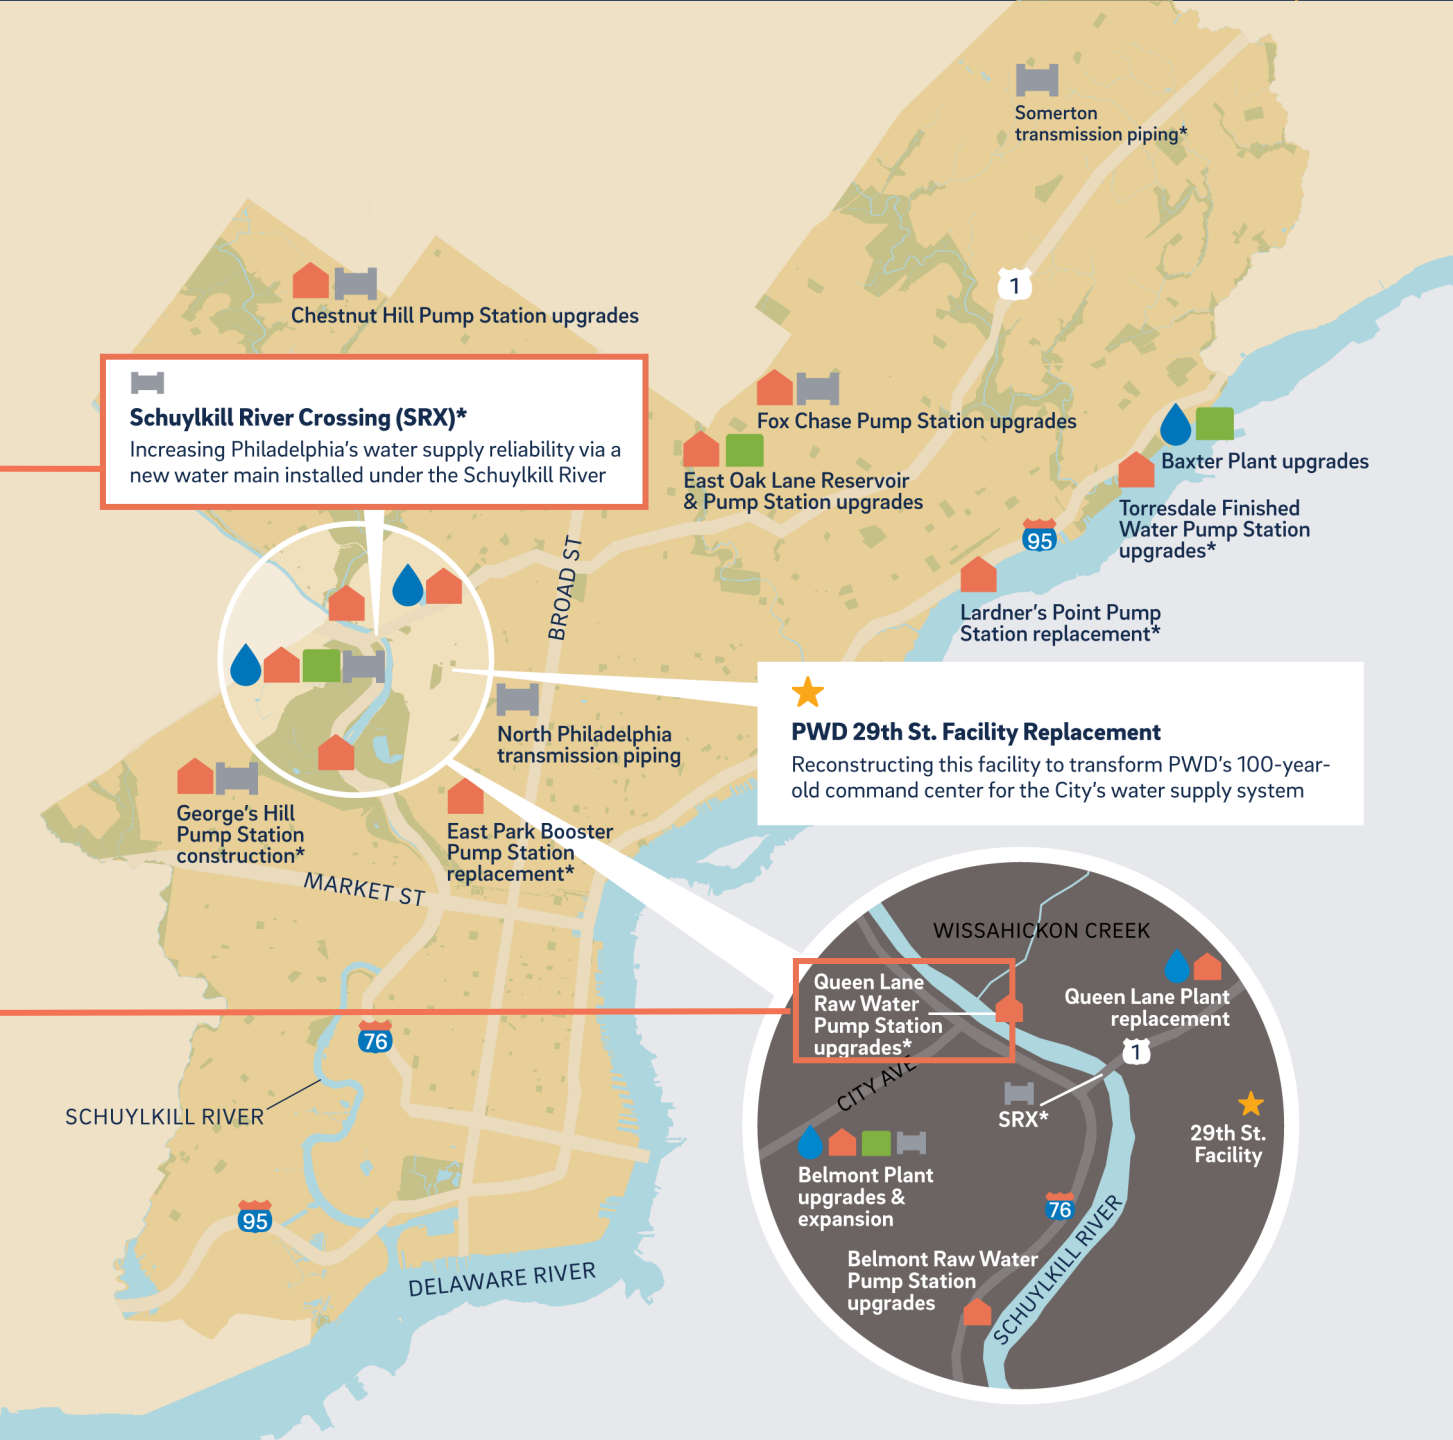 Somerton
transmission piping*
1
Chestnut Hill Pump Station upgrades
Schuylkill River Crossing (SRX)*
Increasing Philadelphia's water supply reliability via a
new water main installed under the Schuylkill River
Fox Chase Pump Station upgrades
East Oak Lane Reservoir
& Pump Station upgrades
Baxter Plant upgrades
Torresdale Finished
Water Pump Station
upgrades*
95
Lardner's Point Pump
Station replacement*
BROAD ST
PWD 29th St. Facility Replacement
Reconstructing this facility to transform PWD's 100-year-
old command center for the City's water supply system
North Philadelphia
transmission piping
George's Hill
Pump Station
construction*
East Park Booster
Pump Station
replacement*
MARKET ST
76
SCHUYLKILL RIVER
95
DELAWARE RIVER
WISSAHICKON CREEK
Queen Lane
Raw Water
Pump Station
upgrades*
Queen Lane Plant
replacement
1
CITY AVE
SRX*
29th St.
Facility
Belmont Plant
upgrades &
expansion
76
Belmont Raw Water
Pump Station
upgrades
SCHUYLKILL RIVER